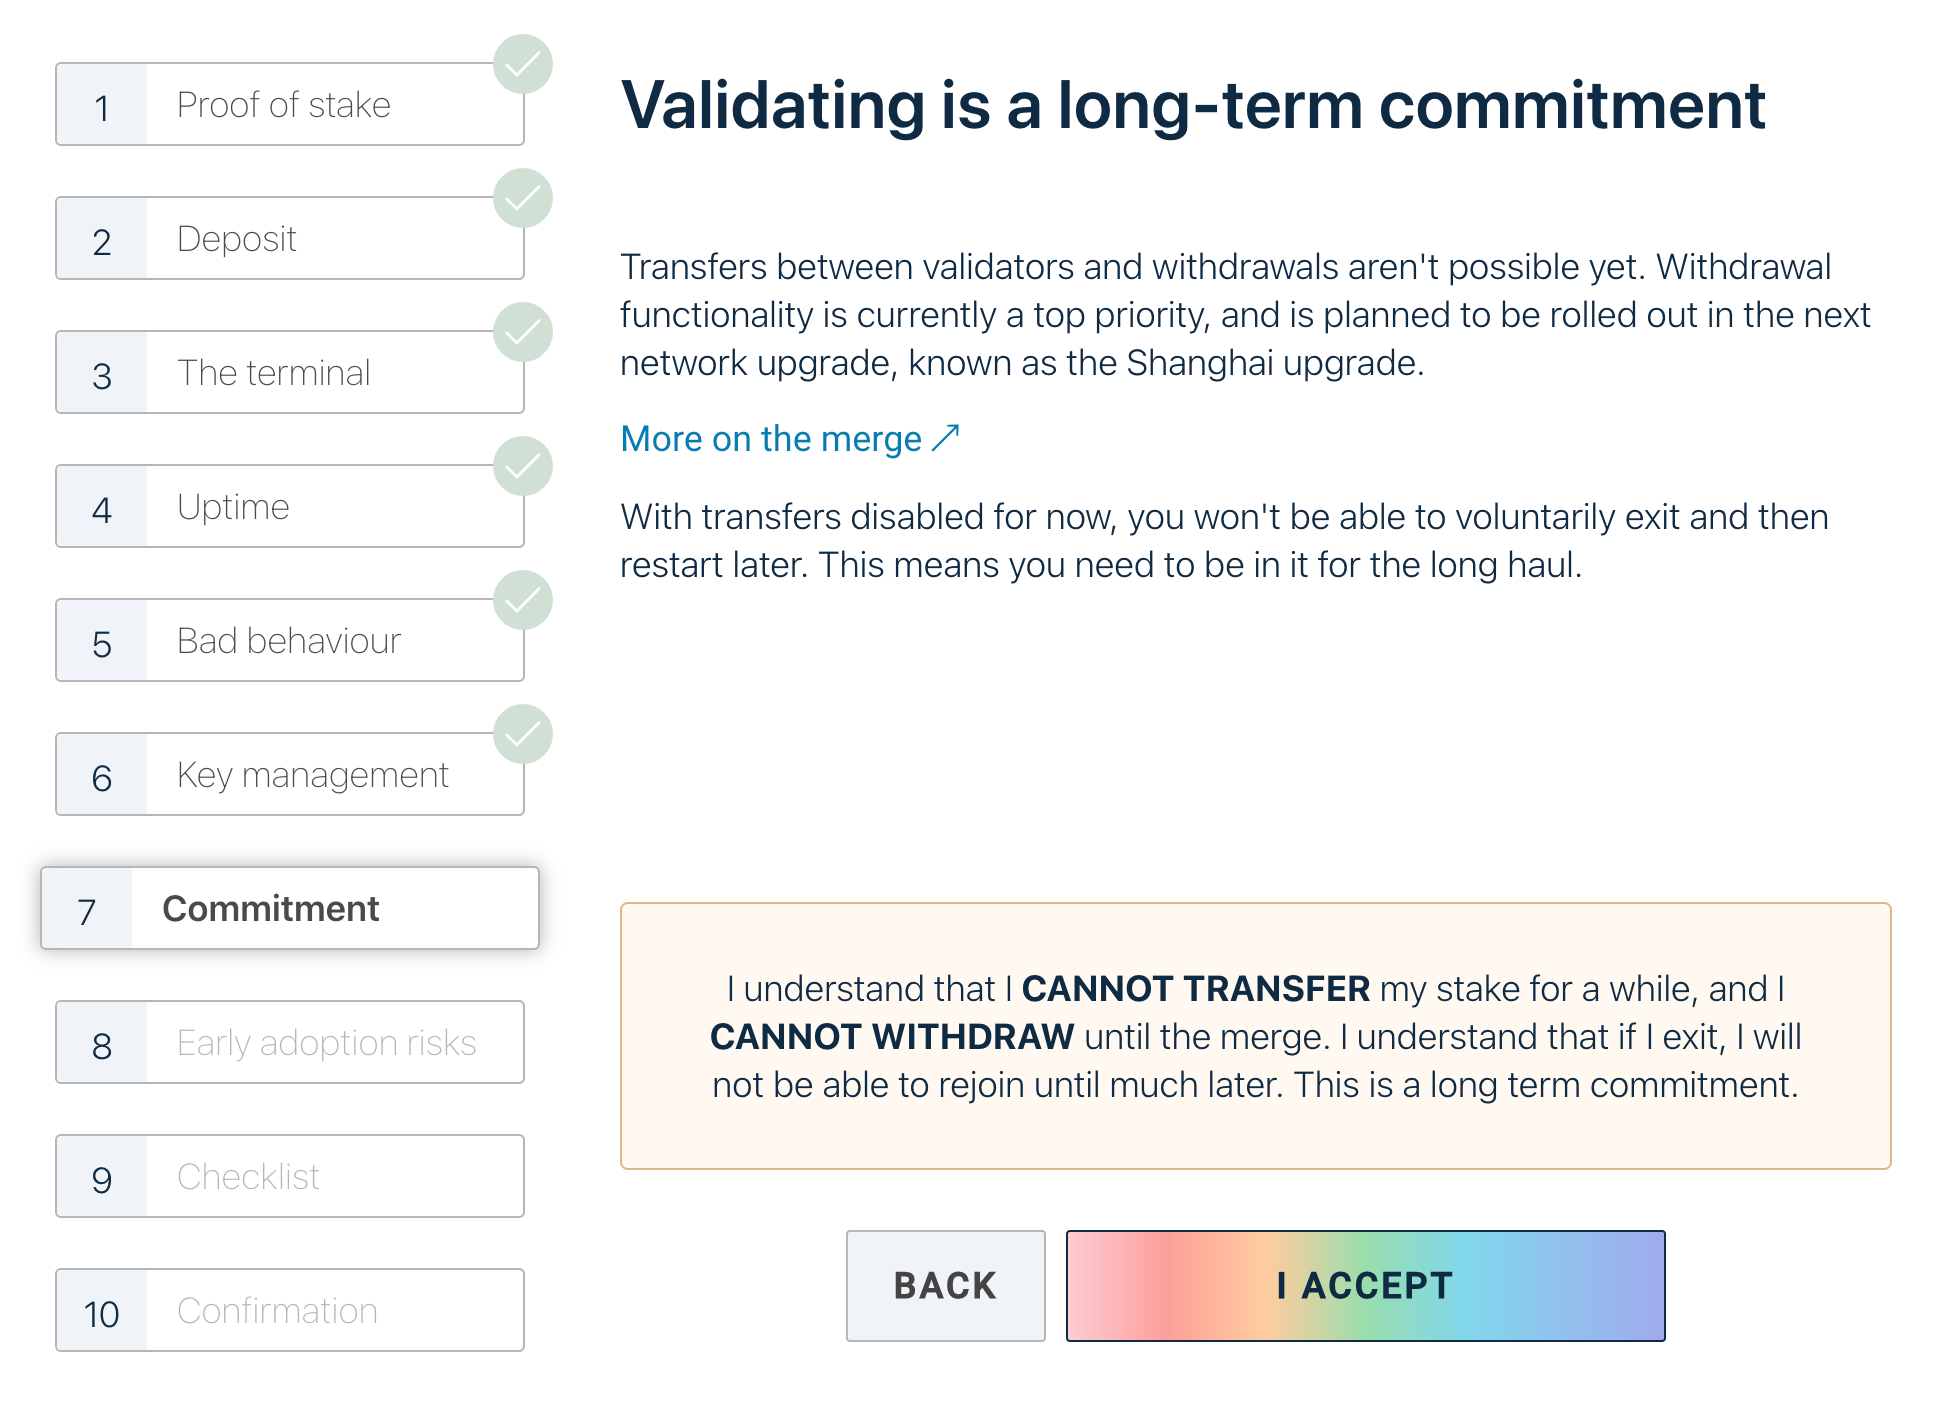 1 Proof of stake
2 Deposit
3 The terminal
4 Uptime
5 Bad behaviour
6 Key management
7 Commitment
8 Early adoption risks
9 Checklist
10 Confirmation
Validating is a long-term commitment
Transfers between validators and withdrawals aren't possible yet. Withdrawal
functionality is currently a top priority, and is planned to be rolled out in the next
network upgrade, known as the Shanghai upgrade.
More on the merge ↗
With transfers disabled for now, you won't be able to voluntarily exit and then
restart later. This means you need to be in it for the long haul.
I understand that I CANNOT TRANSFER my stake for a while, and I
CANNOT WITHDRAW until the merge. I understand that if I exit, I will
not be able to rejoin until much later. This is a long term commitment.
BACK
I ACCEPT